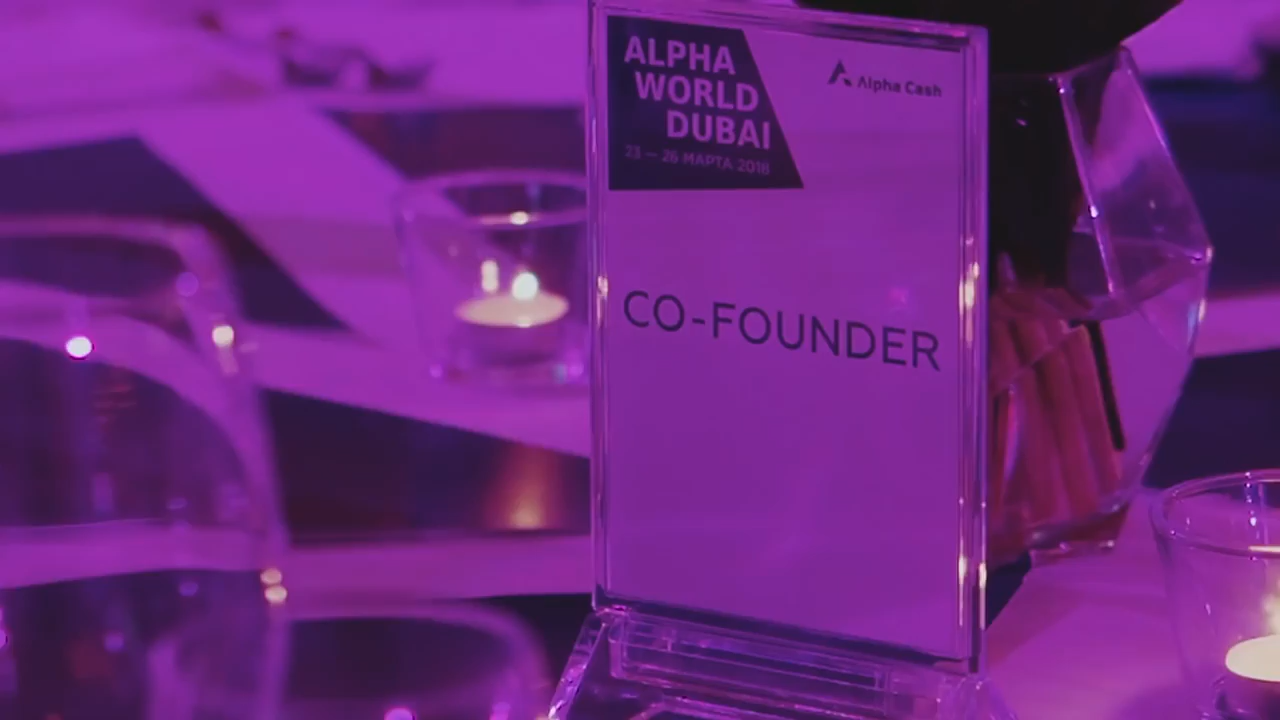 ALPHA
WORLD
DUBAI
23 — 26 МАРТА 2018
Alpha Cash
CO-FOUNDER